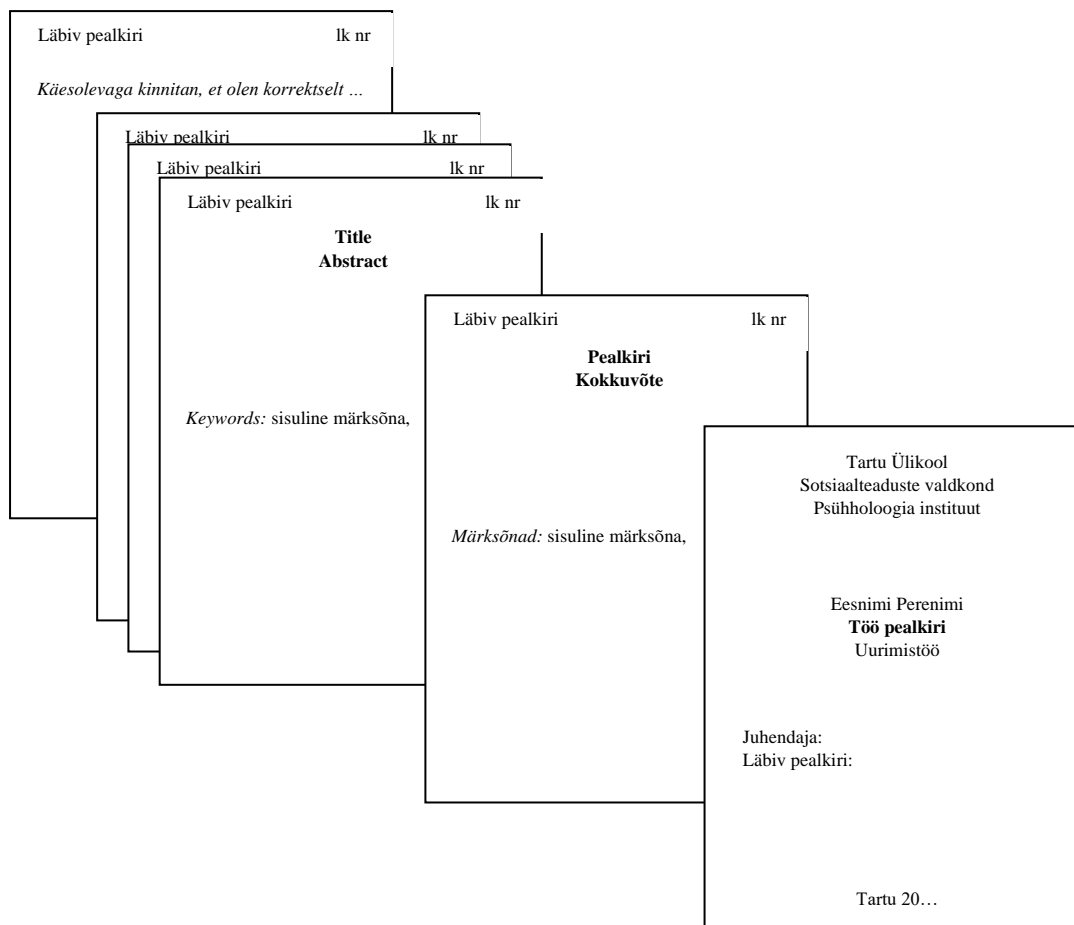 Läbiv pealkiri lk nr
Käesolevaga kinnitan, et olen korrektselt …
Läbiv pealkiri lk nr
Läbiv pealkiri lk nr
Läbiv pealkiri lk nr
Title
Abstract
Keywords: sisuline märksõna,
Läbiv pealkiri lk nr
Pealkiri
Kokkuvõte
Märksõnad: sisuline märksõna,
Tartu Ülikool
Sotsiaalteaduste valdkond
Psühholoogia instituut
Eesnimi Perenimi
Töö pealkiri
Uurimistöö
Juhendaja:
Läbiv pealkiri:
Tartu 20…